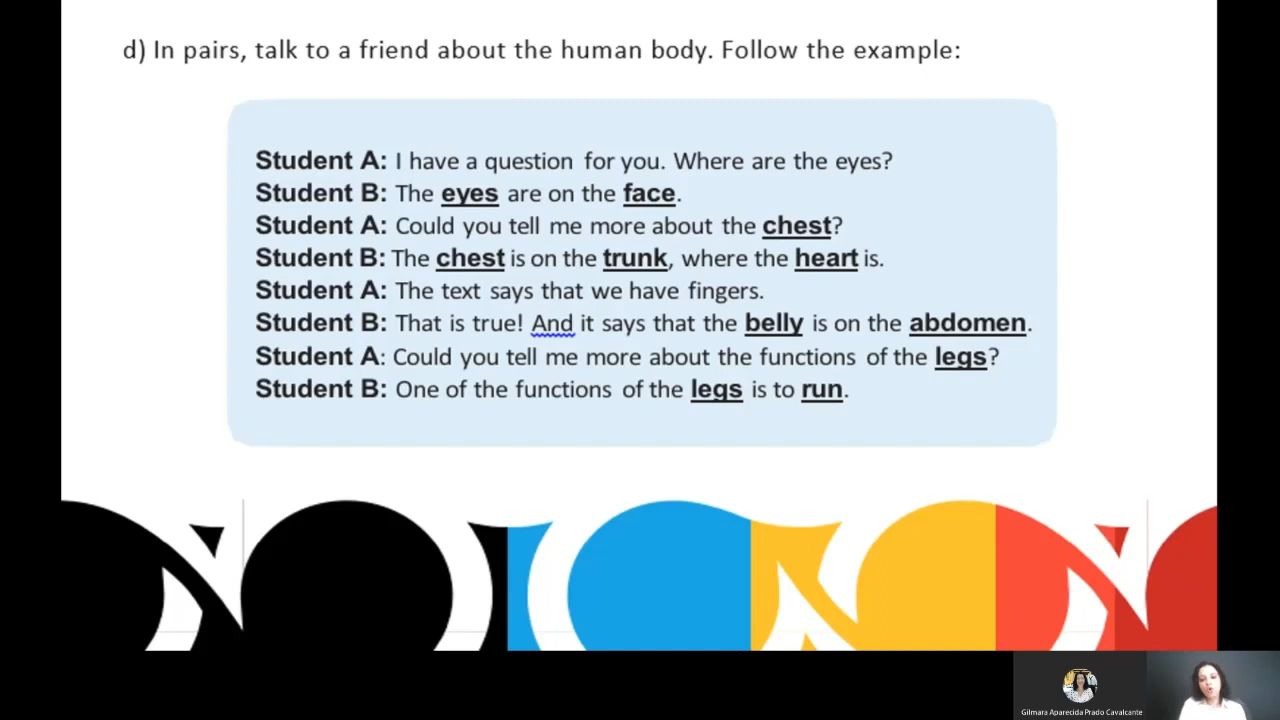 d) In pairs, talk to a friend about the human body. Follow the example:
Student A: I have a question for you. Where are the eyes?
Student B: The eyes are on the face.
Student A: Could you tell me more about the chest?
Student B: The chest is on the trunk, where the heart is.
Student A: The text says that we have fingers.
Student B: That is true! And it says that the belly is on the abdomen.
Student A: Could you tell me more about the functions of the legs?
Student B: One of the functions of the legs is to run.
Gilmara Aparecida Prado Cavalcante